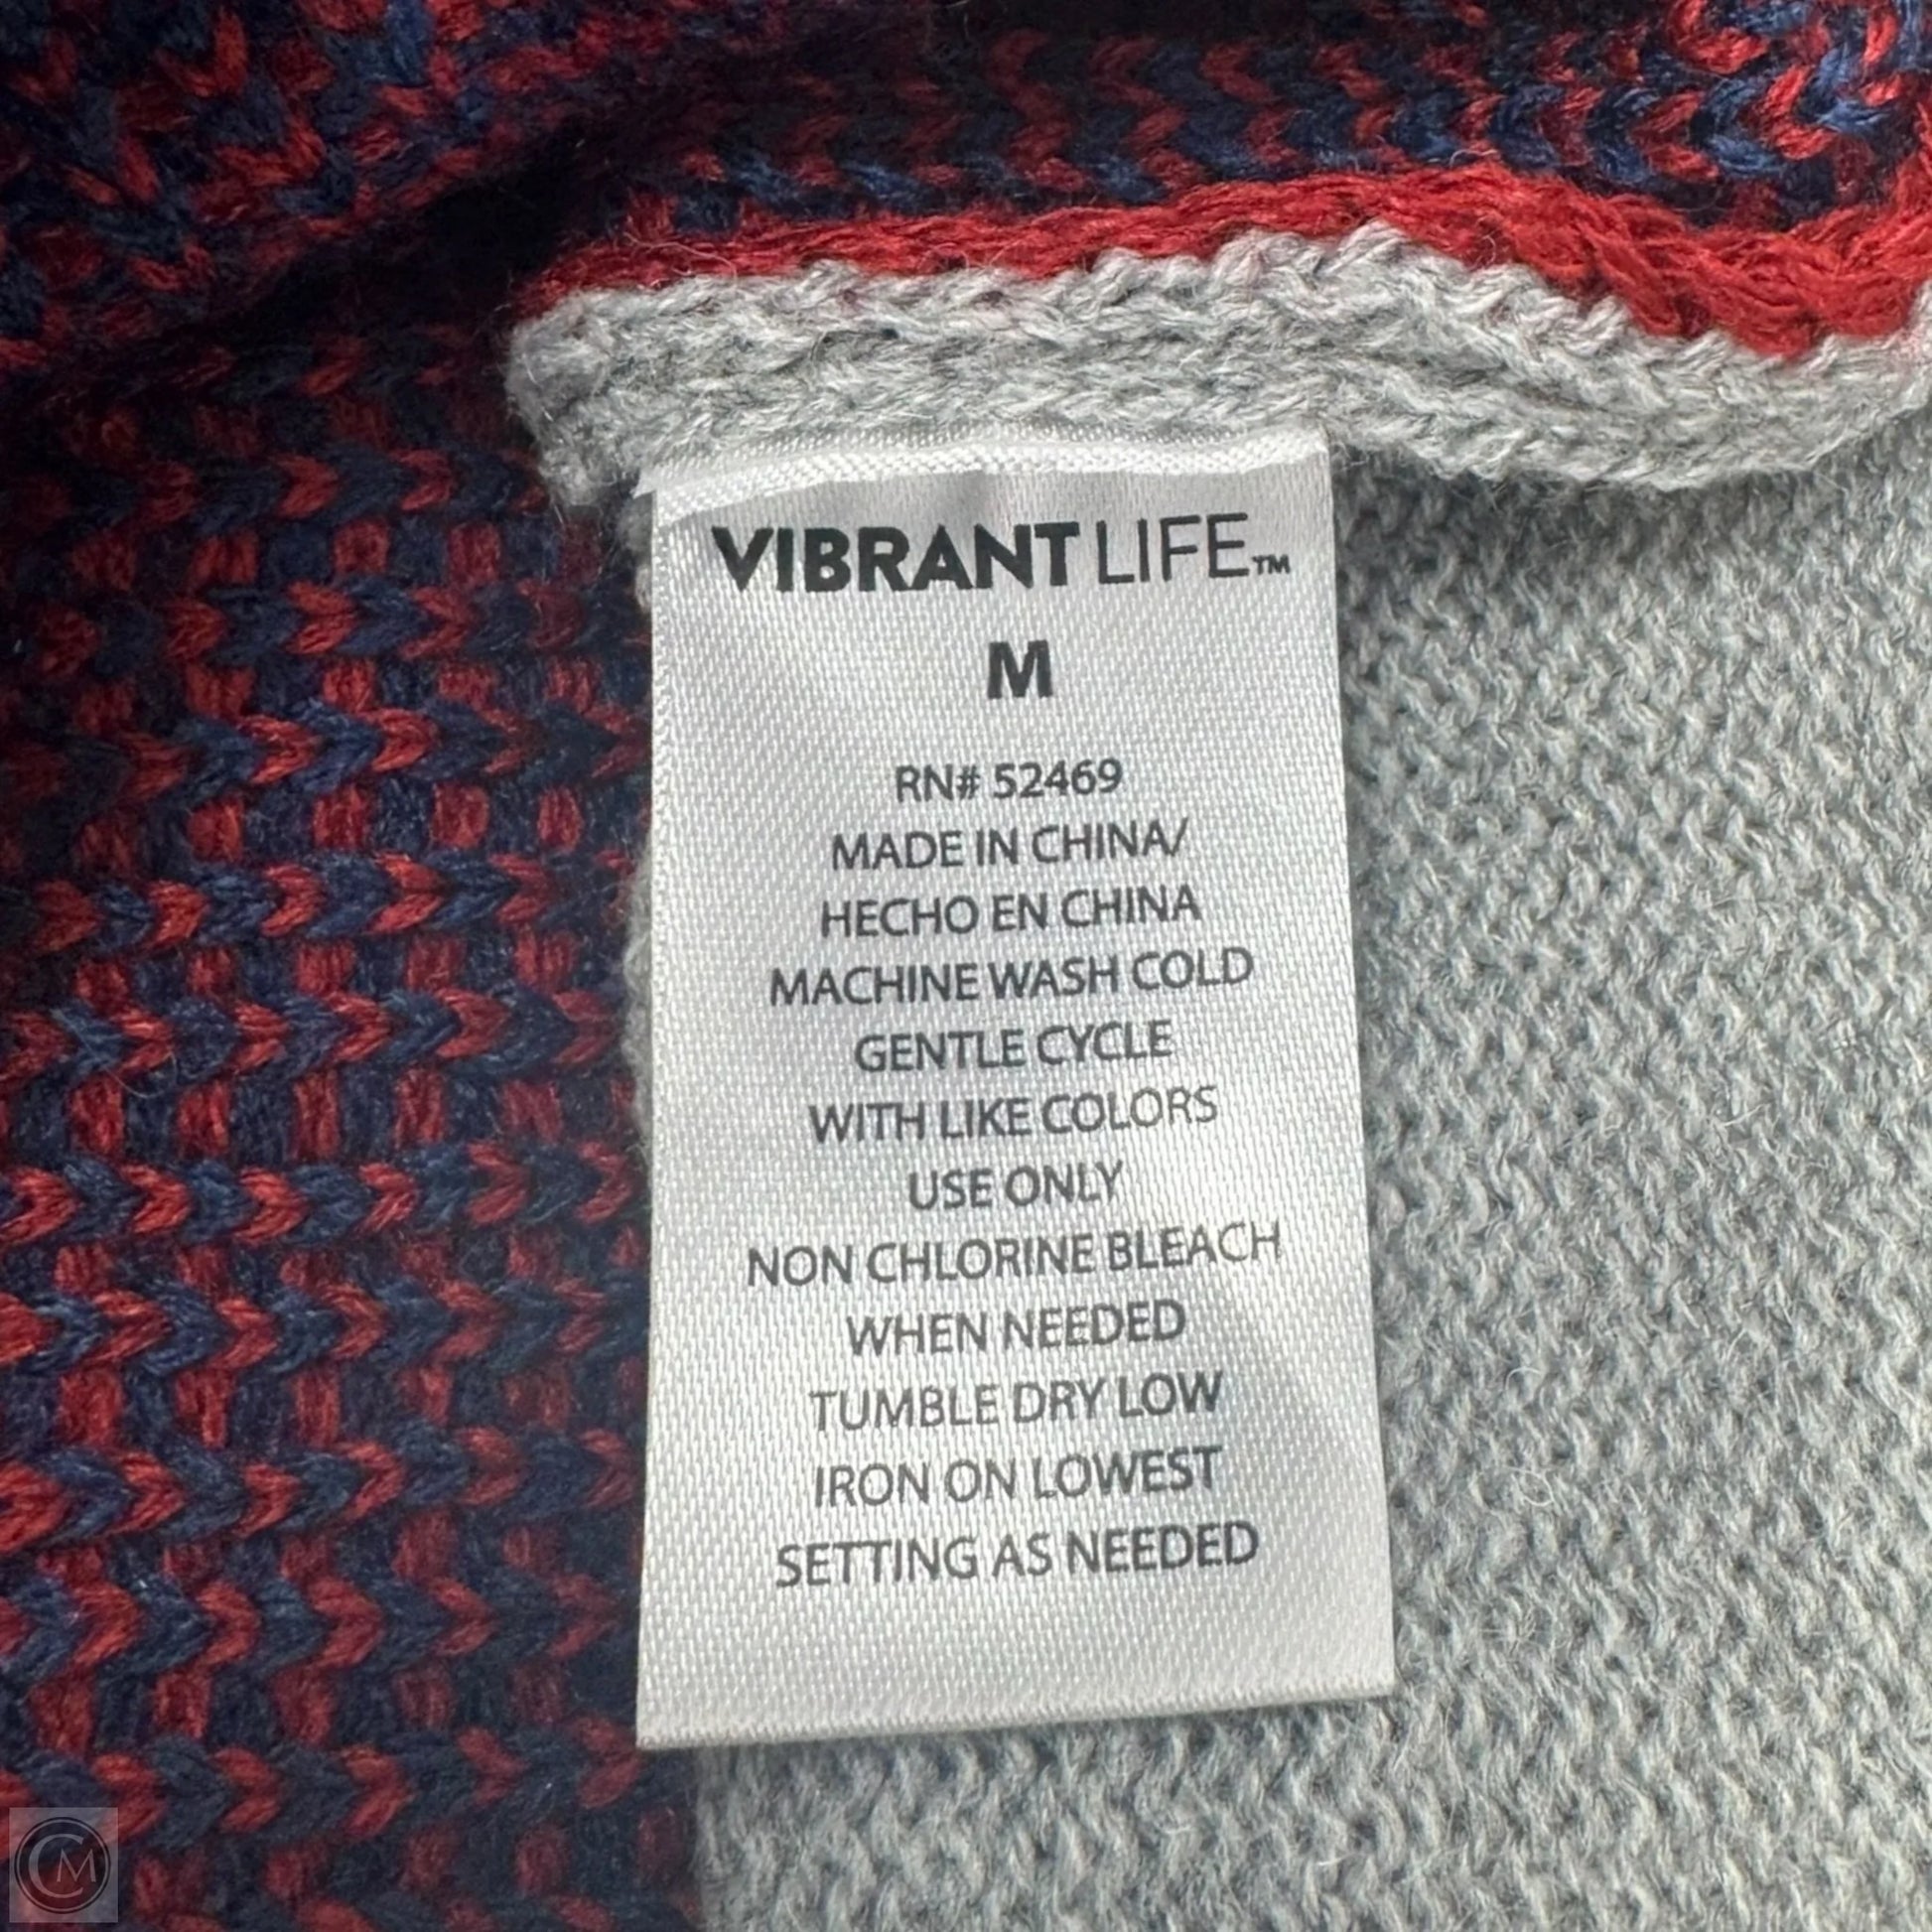 VIBRANT LIFE™
M
RN# 52469
MADE IN CHINA/
HECHO EN CHINA
MACHINE WASH COLD
GENTLE CYCLE
WITH LIKE COLORS
USE ONLY
NON CHLORINE BLEACH
WHEN NEEDED
TUMBLE DRY LOW
IRON ON LOWEST
SETTING AS NEEDED
CM